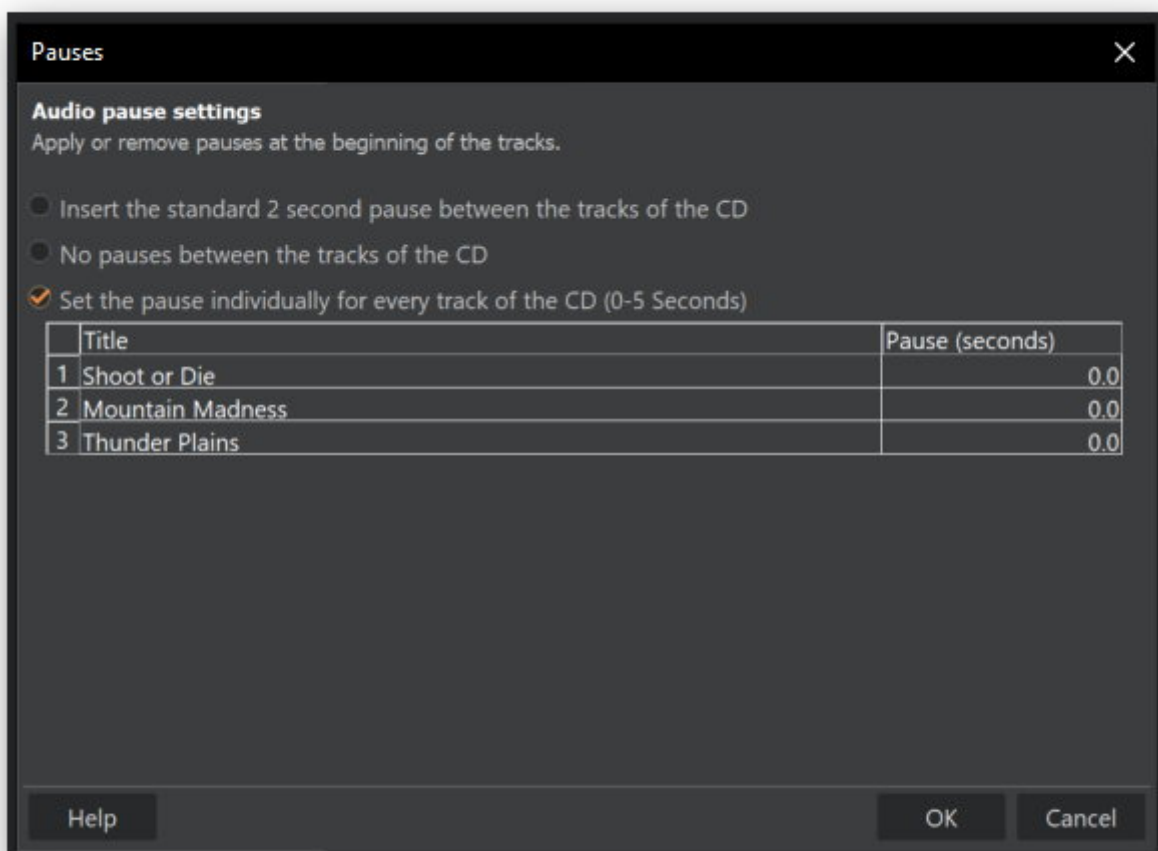 Pauses
Audio pause settings
Apply or remove pauses at the beginning of the tracks.
Insert the standard 2 second pause between the tracks of the CD
No pauses between the tracks of the CD
Set the pause individually for every track of the CD (0-5 Seconds)
Title Pause (seconds)
1 Shoot or Die 0.0
2 Mountain Madness 0.0
3 Thunder Plains 0.0
Help OK Cancel